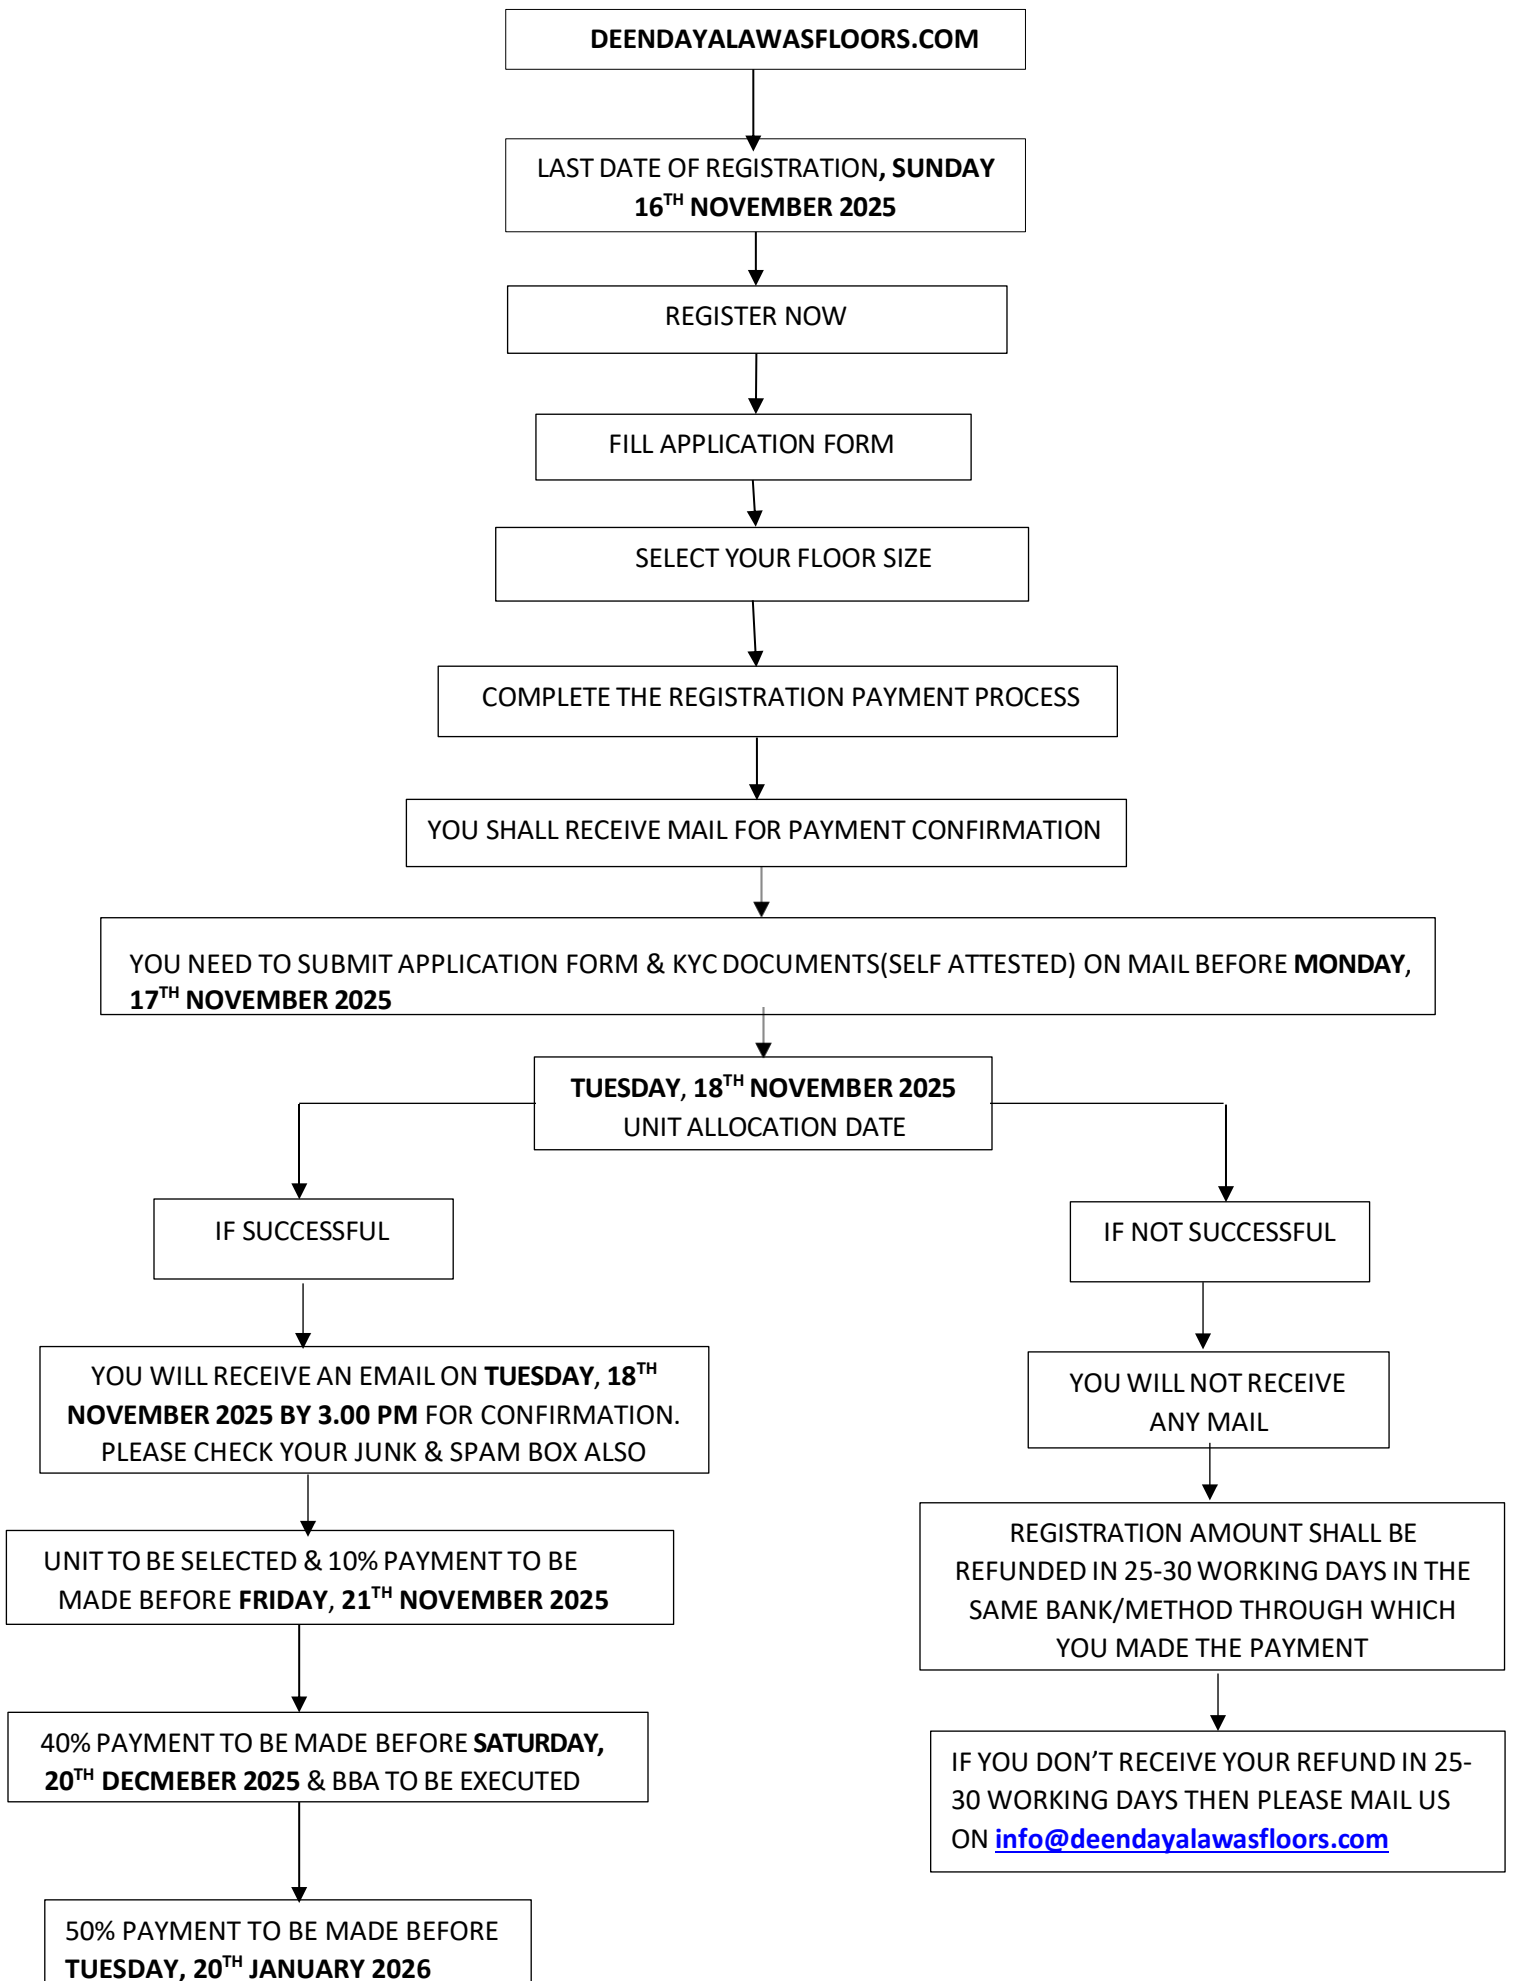 DEENDAYALAWASFLOORS.COM
LAST DATE OF REGISTRATION, SUNDAY
16TH NOVEMBER 2025
REGISTER NOW
FILL APPLICATION FORM
SELECT YOUR FLOOR SIZE
COMPLETE THE REGISTRATION PAYMENT PROCESS
YOU SHALL RECEIVE MAIL FOR PAYMENT CONFIRMATION
YOU NEED TO SUBMIT APPLICATION FORM & KYC DOCUMENTS(SELF ATTESTED) ON MAIL BEFORE MONDAY,
17TH NOVEMBER 2025
TUESDAY, 18TH NOVEMBER 2025
UNIT ALLOCATION DATE
IF SUCCESSFUL
YOU WILL RECEIVE AN EMAIL ON TUESDAY, 18TH
NOVEMBER 2025 BY 3.00 PM FOR CONFIRMATION.
PLEASE CHECK YOUR JUNK & SPAM BOX ALSO
UNIT TO BE SELECTED & 10% PAYMENT TO BE
MADE BEFORE FRIDAY, 21TH NOVEMBER 2025
40% PAYMENT TO BE MADE BEFORE SATURDAY,
20TH DECMEBER 2025 & BBA TO BE EXECUTED
50% PAYMENT TO BE MADE BEFORE
TUESDAY, 20TH JANUARY 2026
IF NOT SUCCESSFUL
YOU WILL NOT RECEIVE
ANY MAIL
REGISTRATION AMOUNT SHALL BE
REFUNDED IN 25-30 WORKING DAYS IN THE
SAME BANK/METHOD THROUGH WHICH
YOU MADE THE PAYMENT
IF YOU DON’T RECEIVE YOUR REFUND IN 25-
30 WORKING DAYS THEN PLEASE MAIL US
ON info@deendayalawasfloors.com